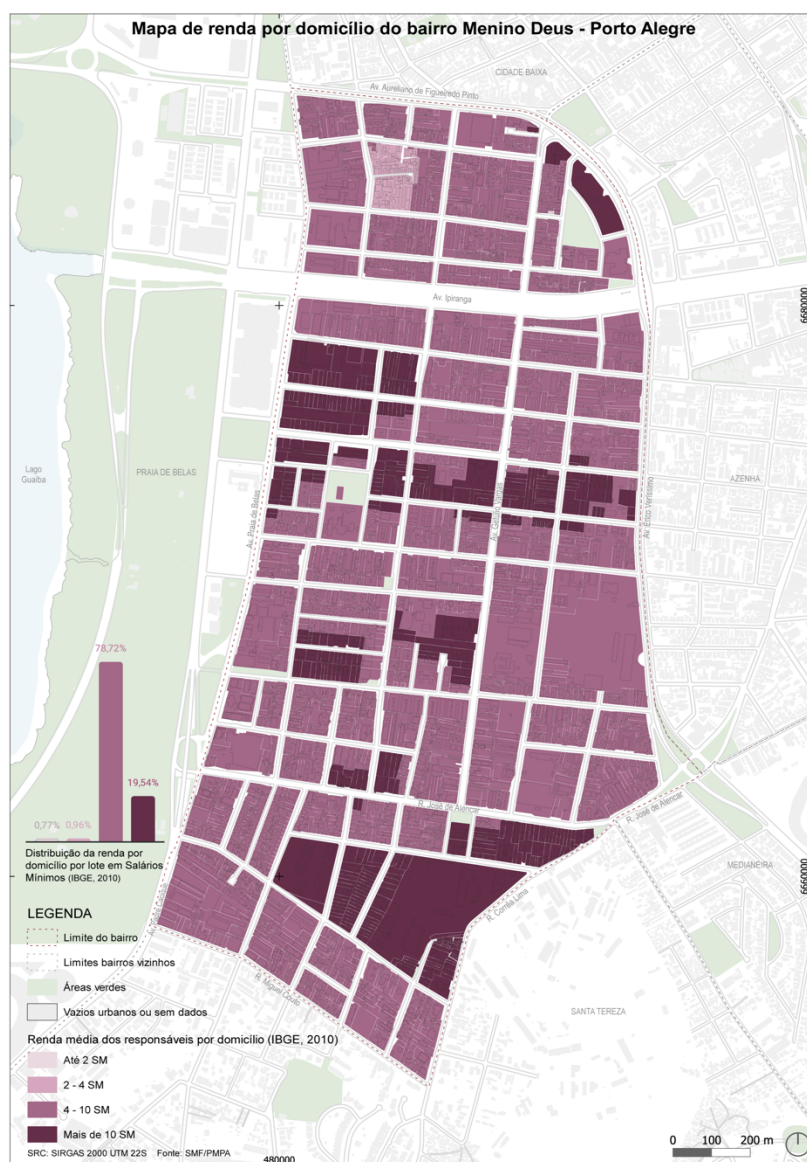 Mapa de renda por domicílio do bairro Menino Deus - Porto Alegre
CIDADE BAIXA
Av. Aureliano de Figueiredo Pinto
Av. Ipiranga
6680000
Lago
Guaíba
PRAIA DE BELAS
AZENHA
Av. Praia de Belas
Av. Getúlio Vargas
Av. Erico Verissimo
78,72%
19,54%
0,77%
0,96%
Distribuição da renda por
domicílio por lote em Salários
Mínimos (IBGE, 2010)
R. José de Alencar
R. José de Alencar
MEDIANEIRA
6660000
R. Corrêa Lima
R. Miguel Couto
SANTA TEREZA
LEGENDA
Limite do bairro
Limites bairros vizinhos
Áreas verdes
Vazios urbanos ou sem dados
Renda média dos responsáveis por domicílio (IBGE, 2010)
Até 2 SM
2 - 4 SM
4 - 10 SM
Mais de 10 SM
SRC: SIRGAS 2000 UTM 22S Fonte: SMF/PMPA
480000
0 100 200 m